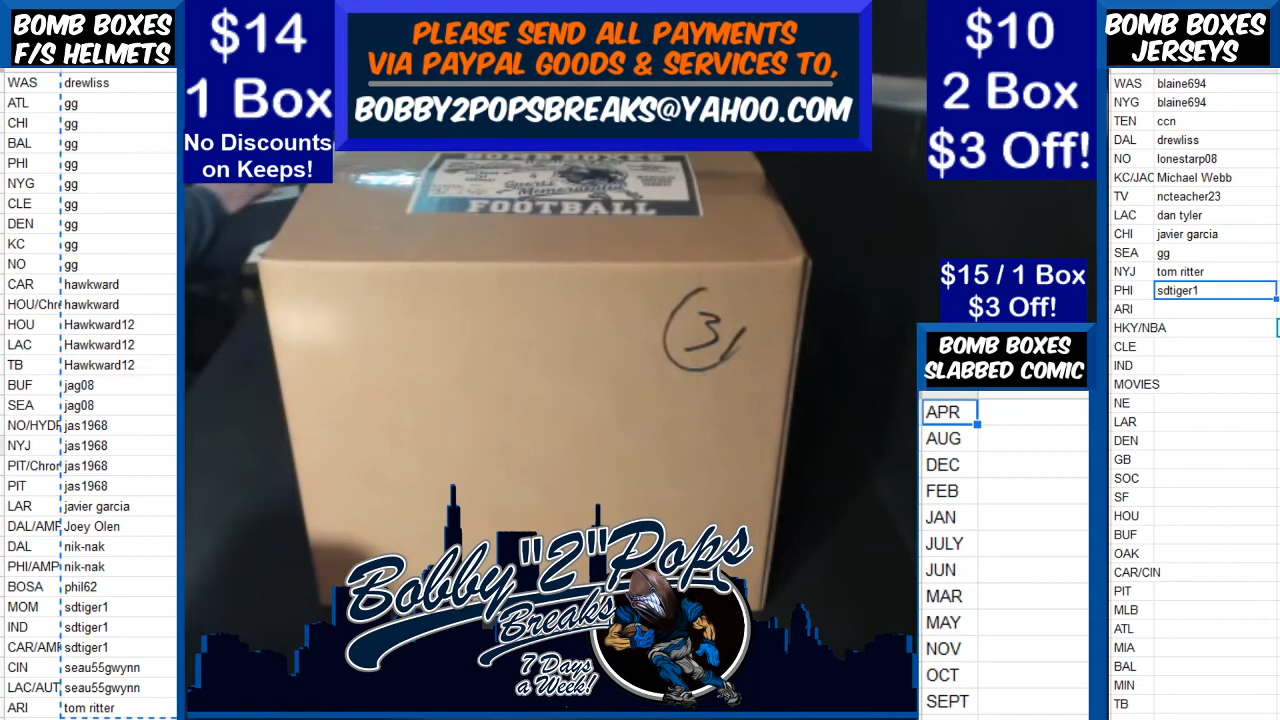 BOMB BOXES
F/S HELMETS
WAS drewliss
ATL gg
CHI gg
BAL gg
PHI gg
NYG gg
CLE gg
DEN gg
KC gg
NO gg
CAR hawkward
HOU/Chr hawkward
HOU Hawkward12
LAC Hawkward12
TB Hawkward12
BUF jag08
SEA jag08
NO/HYDR jas1968
NYJ jas1968
PIT/Chron jas1968
PIT jas1968
LAR javier garcia
DAL/AMP Joey Olen
DAL nik-nak
PHI/AMP nik-nak
BOSA phil62
MOM sdtiger1
IND sdtiger1
CAR/AMP sdtiger1
CIN seau55gwynn
LAC/AUT seau55gwynn
ARI tom ritter
$14
1 Box
No Discounts
on Keeps!
PLEASE SEND ALL PAYMENTS
VIA PAYPAL GOODS & SERVICES TO,
BOBBY2POPSBREAKS@YAHOO.COM
BOMB BOXES
Sports
Memorabilia
FOOTBALL
31
Bobby "2" Pops
Breaks
7 Days
a Week!
$10
2 Box
$3 Off!
$15 / 1 Box
$3 Off!
BOMB BOXES
SLABBED COMIC
APR
AUG
DEC
FEB
JAN
JULY
JUN
MAR
MAY
NOV
OCT
SEPT
BOMB BOXES
JERSEYS
WAS blaine694
NYG blaine694
TEN ccn
DAL drewliss
NO lonestarp08
KC/JAC Michael Webb
TV ncteacher23
LAC dan tyler
CHI javier garcia
SEA gg
NYJ tom ritter
PHI sdtiger1
ARI
HKY/NBA
CLE
IND
MOVIES
NE
LAR
DEN
GB
SOC
SF
HOU
BUF
OAK
CAR/CIN
PIT
MLB
ATL
MIA
BAL
MIN
TB